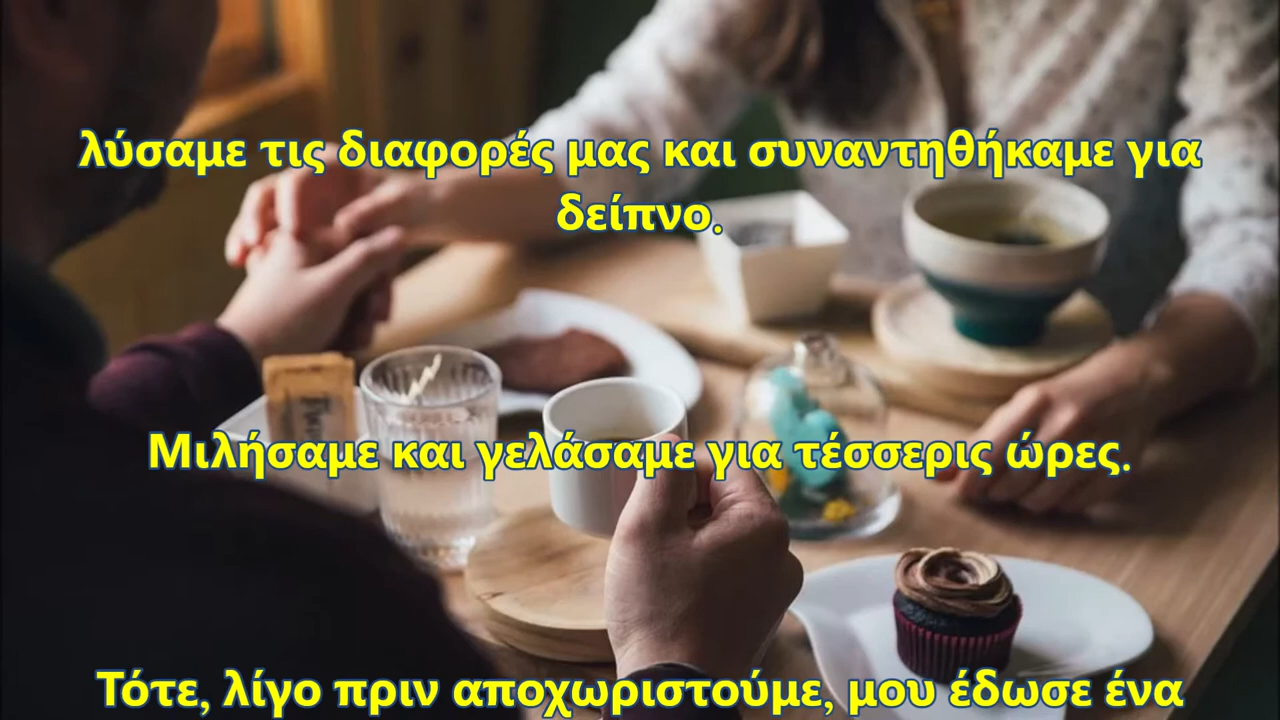 λύσαμε τις διαφορές μας και συναντηθήκαμε για
δείπνο.
Μιλήσαμε και γελάσαμε για τέσσερις ώρες.
Τότε, λίγο πριν αποχωριστούμε, μου έδωσε ένα